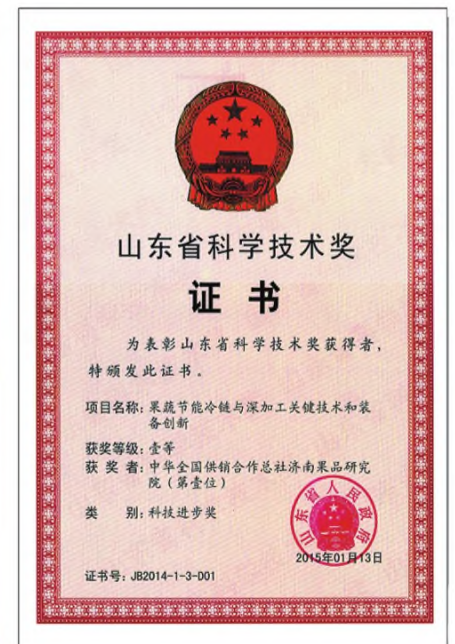 山东省科学技术奖
证书
为表彰山东省科学技术奖获得者,
特颁发此证书。
项目名称:果蔬节能冷链与深加工关键技术和装
备创新
获奖等级:壹等
获 奖 者:中华全国供销合作总社济南果品研究
院(第壹位)
类 别:科技进步奖
山东省人民政府
2015年01月13日
证书号:JB2014-1-3-D01